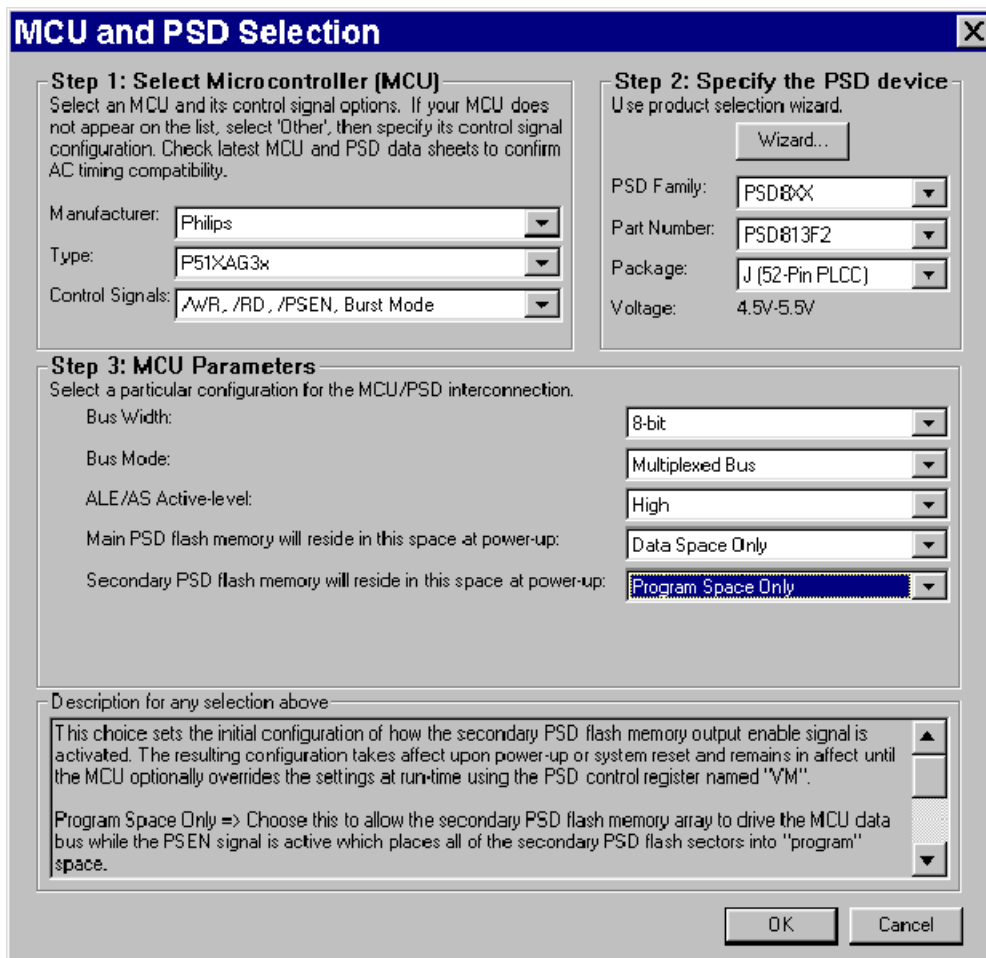 MCU and PSD Selection
Step 1: Select Microcontroller (MCU)
Select an MCU and its control signal options. If your MCU does
not appear on the list, select 'Other', then specify its control signal
configuration. Check latest MCU and PSD data sheets to confirm
AC timing compatibility.
Manufacturer: Philips
Type: P51XAG3x
Control Signals: /WR, /RD, /PSEN, Burst Mode
Step 2: Specify the PSD device
Use product selection wizard.
Wizard...
PSD Family: PSD8XX
Part Number: PSD813F2
Package: J (52-Pin PLCC)
Voltage: 4.5V-5.5V
Step 3: MCU Parameters
Select a particular configuration for the MCU/PSD interconnection.
Bus Width: 8-bit
Bus Mode: Multiplexed Bus
ALE/AS Active-level: High
Main PSD flash memory will reside in this space at power-up: Data Space Only
Secondary PSD flash memory will reside in this space at power-up: Program Space Only
Description for any selection above
This choice sets the initial configuration of how the secondary PSD flash memory output enable signal is
activated. The resulting configuration takes affect upon power-up or system reset and remains in affect until
the MCU optionally overrides the settings at run-time using the PSD control register named "VM".
Program Space Only => Choose this to allow the secondary PSD flash memory array to drive the MCU data
bus while the PSEN signal is active which places all of the secondary PSD flash sectors into "program"
space.
OK
Cancel